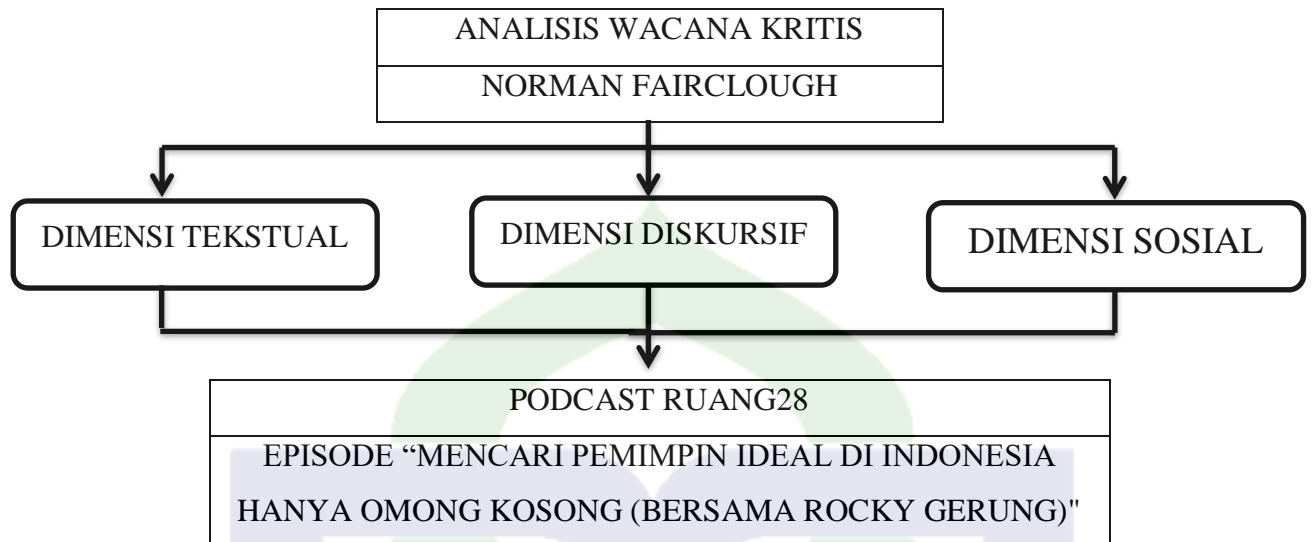 ANALISIS WACANA KRITIS
NORMAN FAIRCLOUGH
DIMENSI TEKSTUAL
DIMENSI DISKURSIF
DIMENSI SOSIAL
PODCAST RUANG28
EPISODE “MENCARI PEMIMPIN IDEAL DI INDONESIA
HANYA OMONG KOSONG (BERSAMA ROCKY GERUNG)"